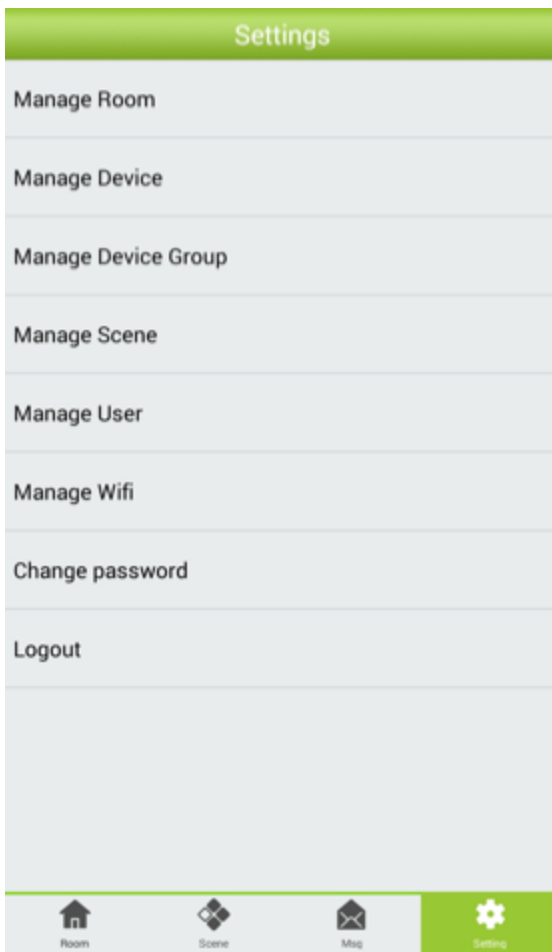 Settings
Manage Room
Manage Device
Manage Device Group
Manage Scene
Manage User
Manage Wifi
Change password
Logout
Room
Scene
Msg
Setting